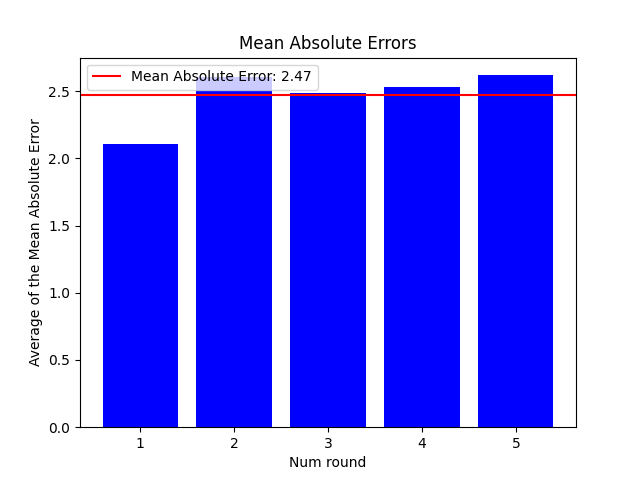 Mean Absolute Errors
Mean Absolute Error: 2.47
Average of the Mean Absolute Error
2.5
2.0
1.5
1.0
0.5
0.0
1 2 3 4 5
Num round